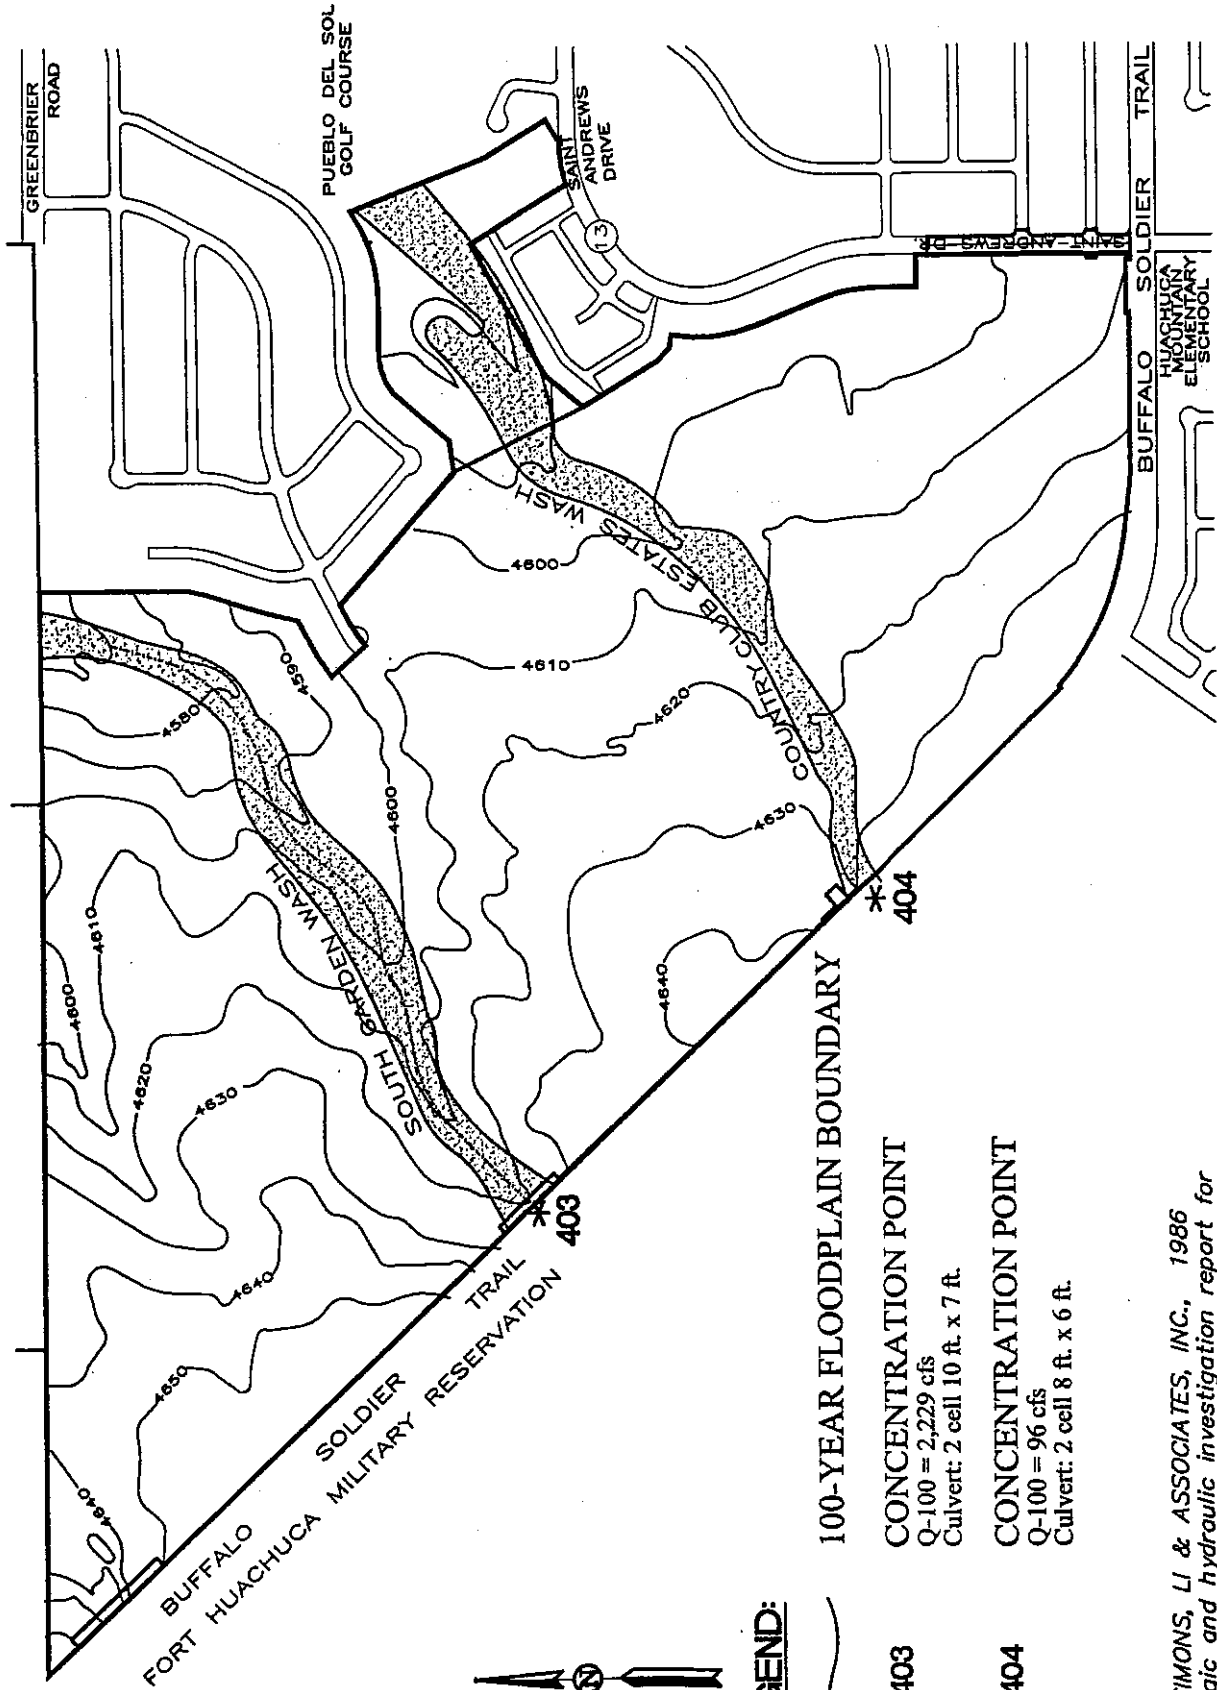 GREENBRIER
ROAD
PUEBLO DEL SOL
GOLF COURSE
SAINT
ANDREWS
DRIVE
13
SAINT-ANDREWS-DR.
BUFFALO SOLDIER TRAIL
HUACHUCA
MOUNTAIN
ELEMENTARY
SCHOOL
COUNTRY CLUB ESTATES WASH
SOUTH GARDEN WASH
4580
4590
4600
4610
4620
4630
4640
4600
4600
4610
4620
4630
4640
4650
4640
403
404
BUFFALO SOLDIER TRAIL
FORT HUACHUCA MILITARY RESERVATION
N
GEND:
100-YEAR FLOODPLAIN BOUNDARY
403 CONCENTRATION POINT
Q-100 = 2,229 cfs
Culvert: 2 cell 10 ft. x 7 ft.
404 CONCENTRATION POINT
Q-100 = 96 cfs
Culvert: 2 cell 8 ft. x 6 ft.
IMONS, LI & ASSOCIATES, INC., 1986
gic and hydraulic investigation report for